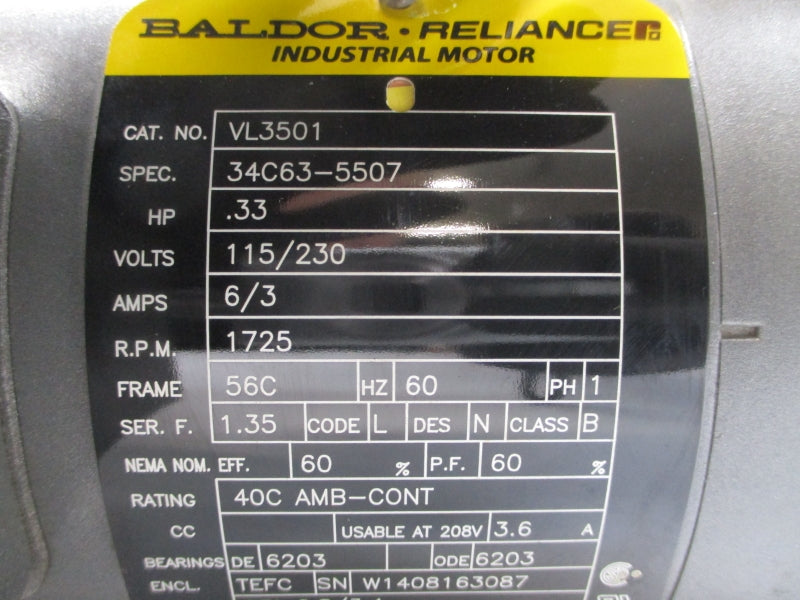 BALDOR · RELIANCER
INDUSTRIAL MOTOR
CAT. NO. VL3501
SPEC. 34C63-5507
HP .33
VOLTS 115/230
AMPS 6/3
R.P.M. 1725
FRAME 56C HZ 60 PH 1
SER. F. 1.35 CODE L DES N CLASS B
NEMA NOM. EFF. 60 % P.F. 60 %
RATING 40C AMB-CONT
CC USABLE AT 208V 3.6 A
BEARINGS DE 6203 ODE 6203
ENCL. TEFC SN W1408163087